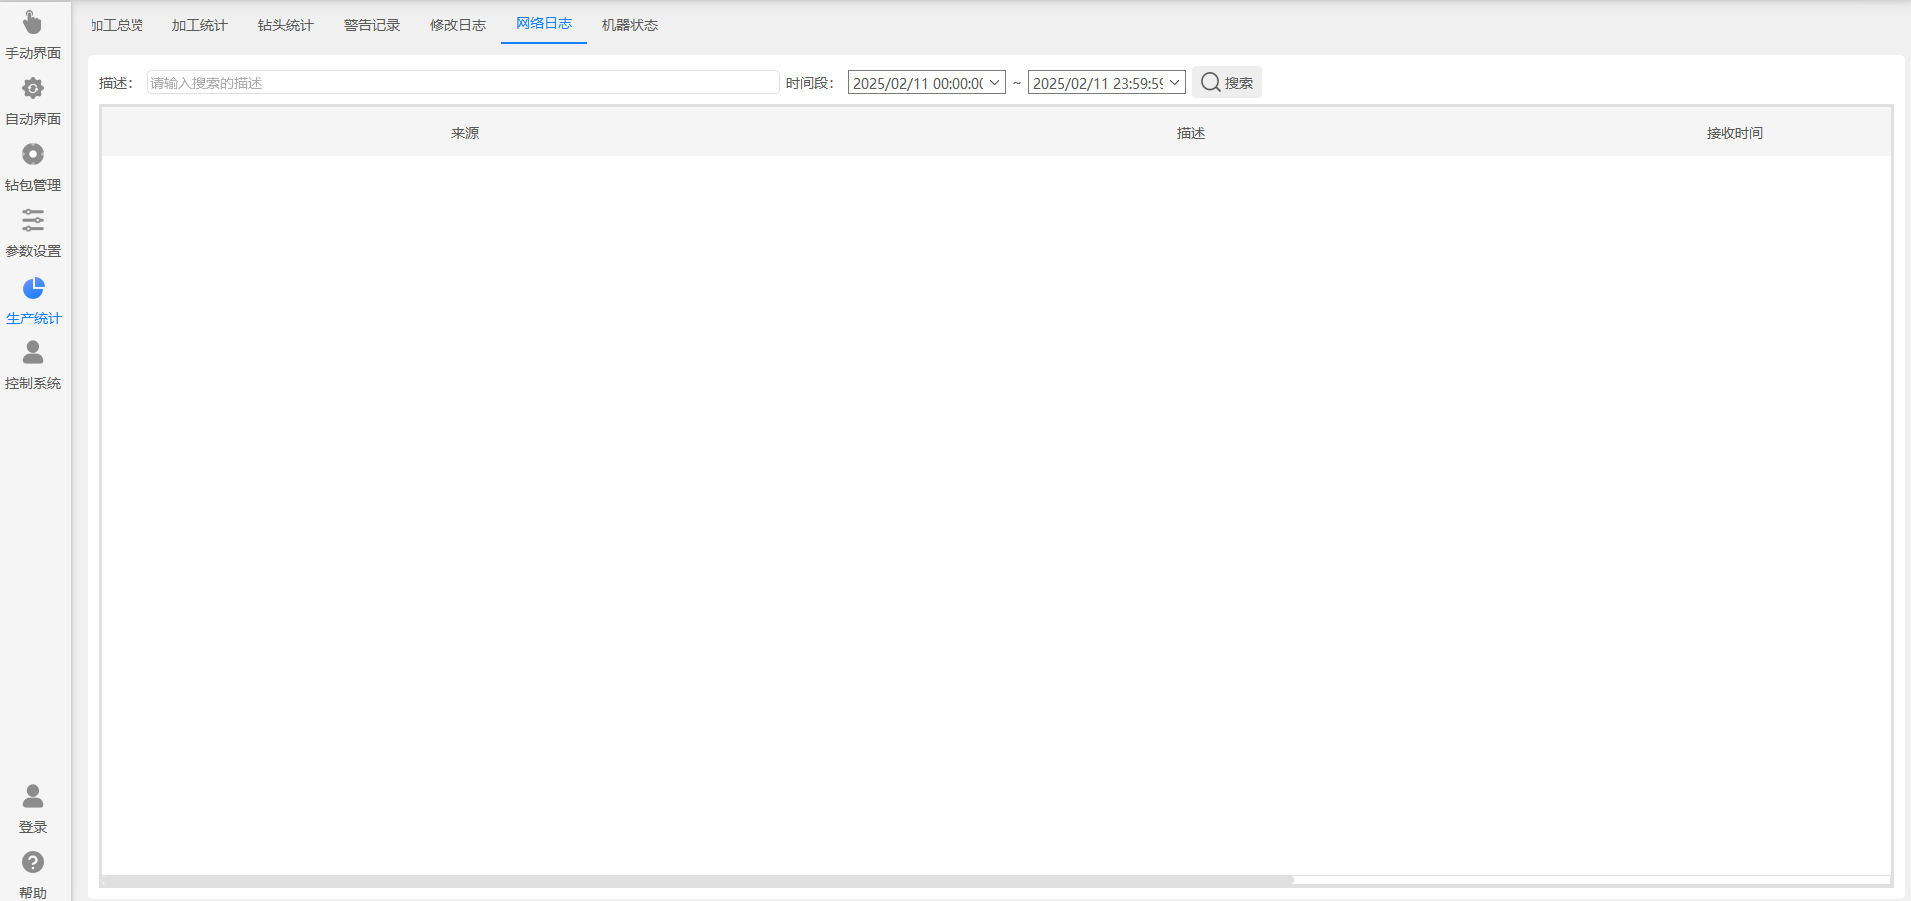 手动界面
自动界面
钻包管理
参数设置
生产统计
控制系统
登录
帮助
加工总览 加工统计 钻头统计 警告记录 修改日志 网络日志 机器状态
描述: 请输入搜索的描述 时间段: 2025/02/11 00:00:00 ~ 2025/02/11 23:59:59 搜索
来源 描述 接收时间